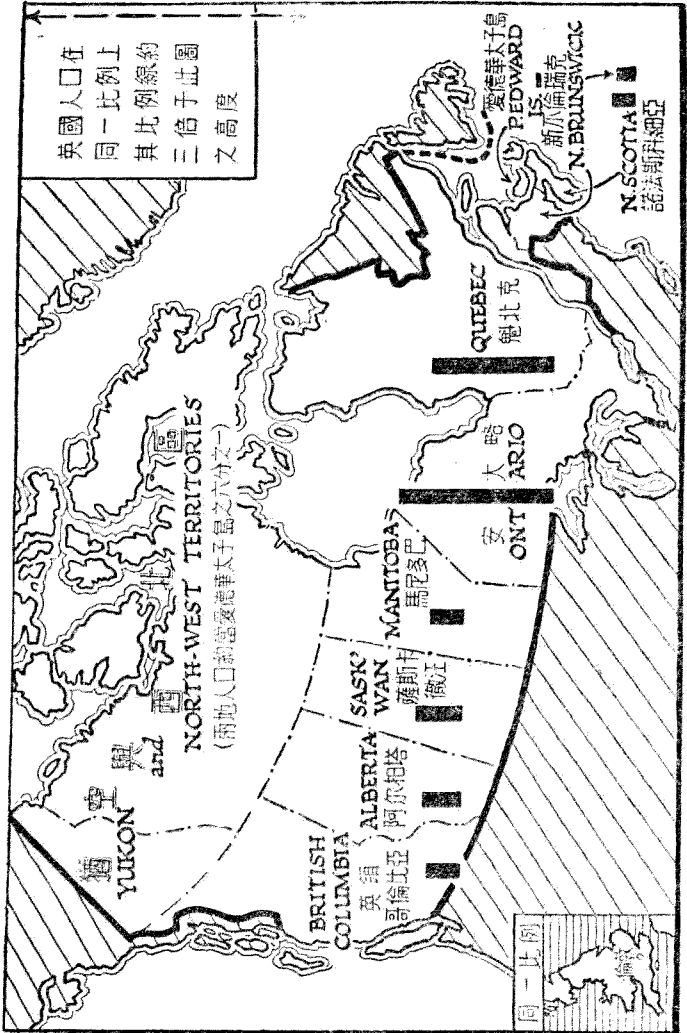 英國人口在
同一比例上
其比例線約
三倍于此圖
之高度
猶空與
YUKON and
西北區
NORTH-WEST TERRITORIES
(兩地人口約當愛德華太子島之六分之一)
BRITISH
COLUMBIA
英領
哥倫比亞
ALBERTA
阿尔柏塔
SASK'
WAN
薩斯卡
徹汪
MANITOBA
馬尼多巴
安大略
ONTARIO
QUEBEC
魁北克
愛德華太子島
P.EDWARD
IS.
新不倫瑞克
N.BRUNSWICK
N.SCOTIA
諾法斯科細亞
同一比例